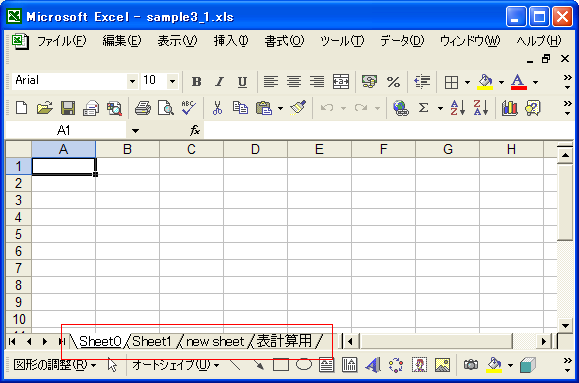 Microsoft Excel - sample3_1.xls
ファイル(F) 編集(E) 表示(V) 挿入(I) 書式(O) ツール(T) データ(D) ウィンドウ(W) ヘルプ(H)
Arial 10 B I U %
Σ
A1 fx
A B C D E F G H
1
2
3
4
5
6
7
8
9
10
Sheet0 Sheet1 new sheet 表計算用
図形の調整(R) オートシェイプ(U)